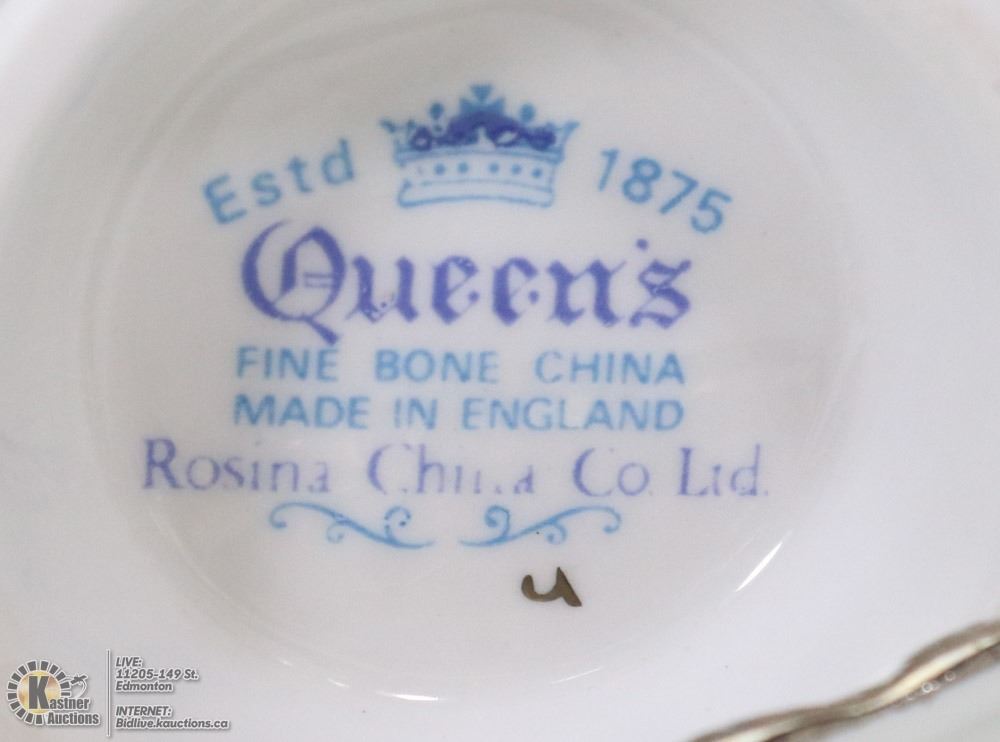 Estd 1875
Queen's
FINE BONE CHINA
MADE IN ENGLAND
Rosina China Co. Ltd.
u
Kastner
Auctions
LIVE:
11205-149 St.
Edmonton
INTERNET:
Bidlive.kauctions.ca